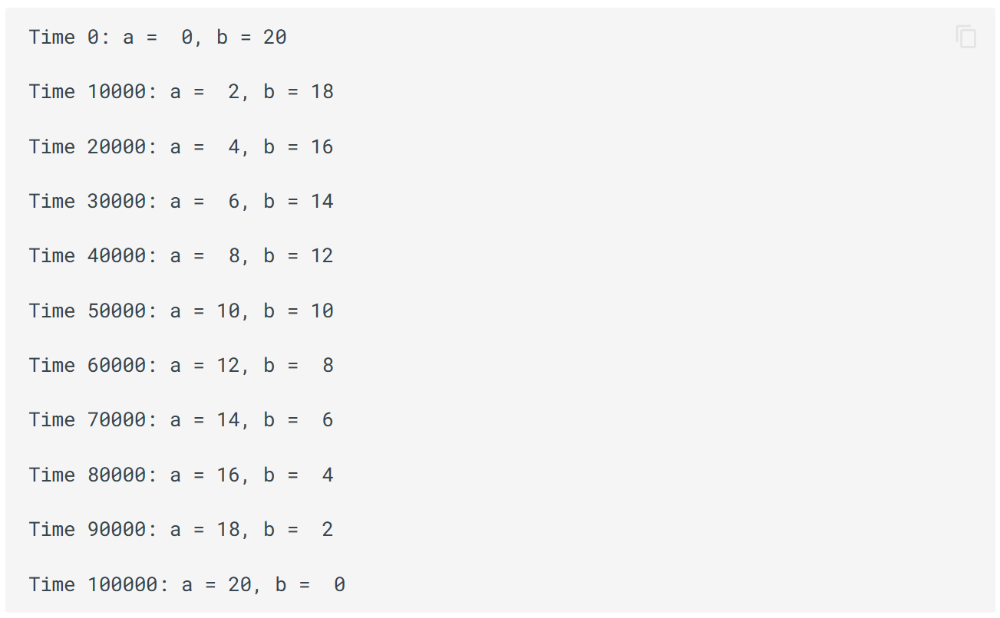 Time 0: a =  0, b = 20
Time 10000: a =  2, b = 18
Time 20000: a =  4, b = 16
Time 30000: a =  6, b = 14
Time 40000: a =  8, b = 12
Time 50000: a = 10, b = 10
Time 60000: a = 12, b =  8
Time 70000: a = 14, b =  6
Time 80000: a = 16, b =  4
Time 90000: a = 18, b =  2
Time 100000: a = 20, b =  0